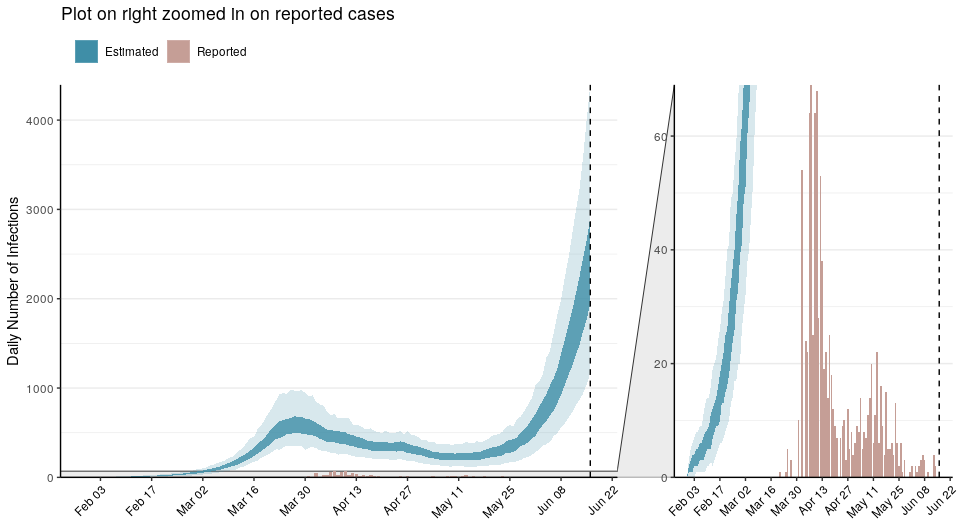 Plot on right zoomed in on reported cases
Estimated Reported
Daily Number of Infections
4000
3000
2000
1000
0
Feb 03 Feb 17 Mar 02 Mar 16 Mar 30 Apr 13 Apr 27 May 11 May 25 Jun 08 Jun 22
60
40
20
0
Feb 03 Feb 17 Mar 02 Mar 16 Mar 30 Apr 13 Apr 27 May 11 May 25 Jun 08 Jun 22